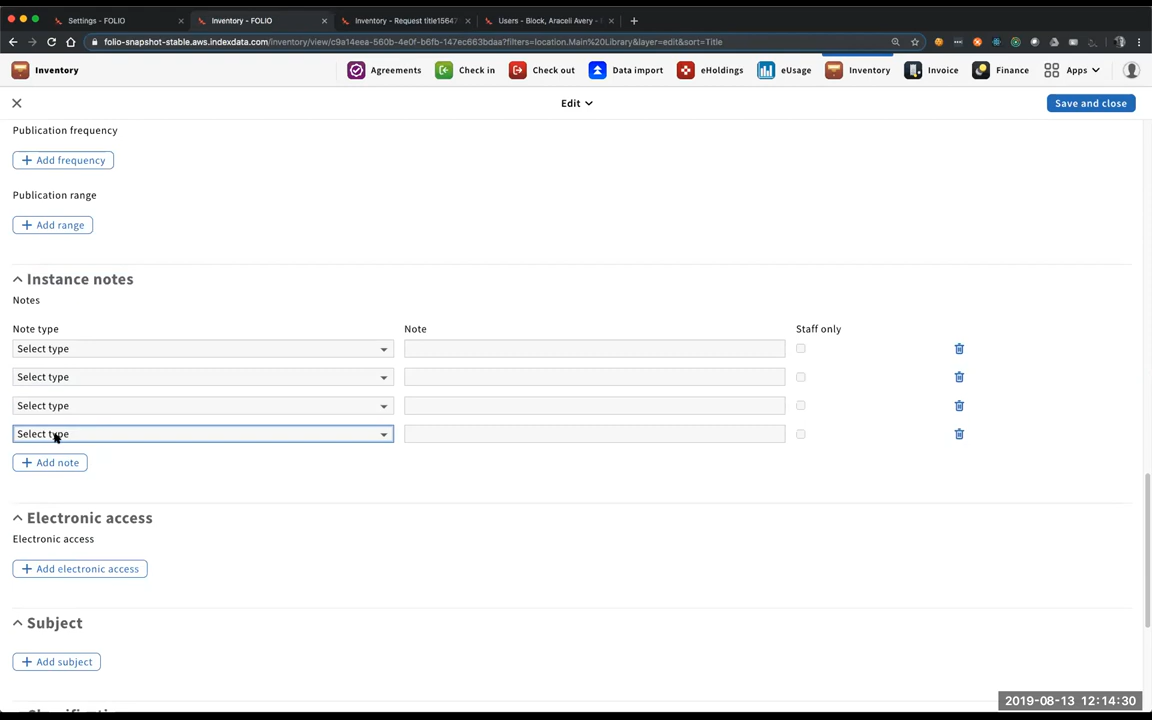 Settings - FOLIO
Inventory - FOLIO
Inventory - Request title1564
Users - Block, Araceli Avery -
folio-snapshot-stable.aws.indexdata.com/inventory/view/c9a14eea-560b-4e0f-b6fb-147ec663bdaa?filters=location.Main%20Library&layer=edit&sort=Title
Inventory
Agreements
Check in
Check out
Data import
eHoldings
eUsage
Inventory
Invoice
Finance
Apps
Edit
Save and close
Publication frequency
Add frequency
Publication range
Add range
Instance notes
Notes
Note type Note Staff only
Select type
Select type
Select type
Select type
Add note
Electronic access
Electronic access
Add electronic access
Subject
Add subject
2019-08-13 12:14:30